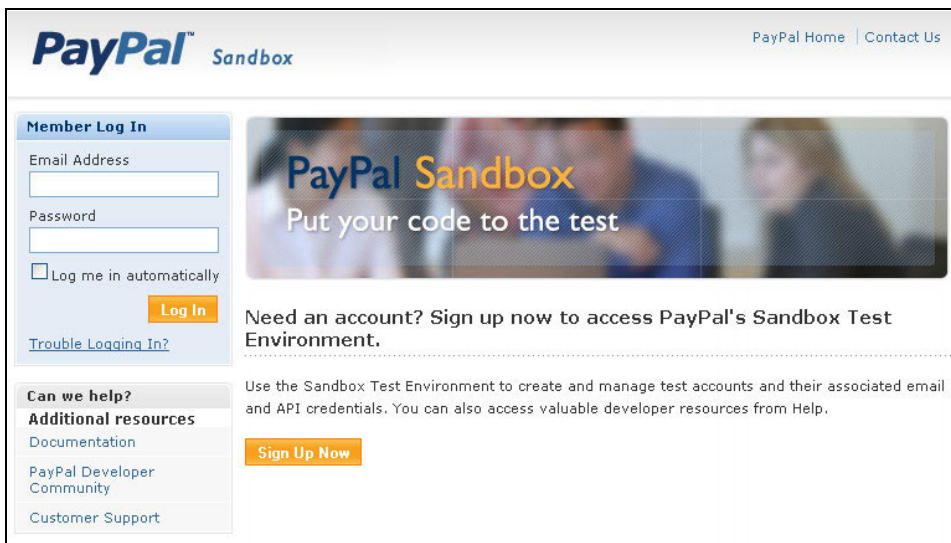 PayPal™ Sandbox
PayPal Home | Contact Us
Member Log In
Email Address
Password
Log me in automatically
Log In
Trouble Logging In?
Can we help?
Additional resources
Documentation
PayPal Developer
Community
Customer Support
PayPal Sandbox
Put your code to the test
Need an account? Sign up now to access PayPal's Sandbox Test
Environment.
Use the Sandbox Test Environment to create and manage test accounts and their associated email
and API credentials. You can also access valuable developer resources from Help.
Sign Up Now